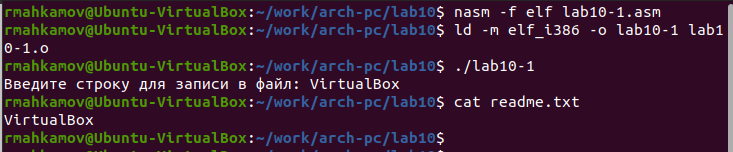 rmahkamov@Ubuntu-VirtualBox:~/work/arch-pc/lab10$ nasm -f elf lab10-1.asm
rmahkamov@Ubuntu-VirtualBox:~/work/arch-pc/lab10$ ld -m elf_i386 -o lab10-1 lab1
0-1.o
rmahkamov@Ubuntu-VirtualBox:~/work/arch-pc/lab10$ ./lab10-1
Введите строку для записи в файл: VirtualBox
rmahkamov@Ubuntu-VirtualBox:~/work/arch-pc/lab10$ cat readme.txt
VirtualBox
rmahkamov@Ubuntu-VirtualBox:~/work/arch-pc/lab10$